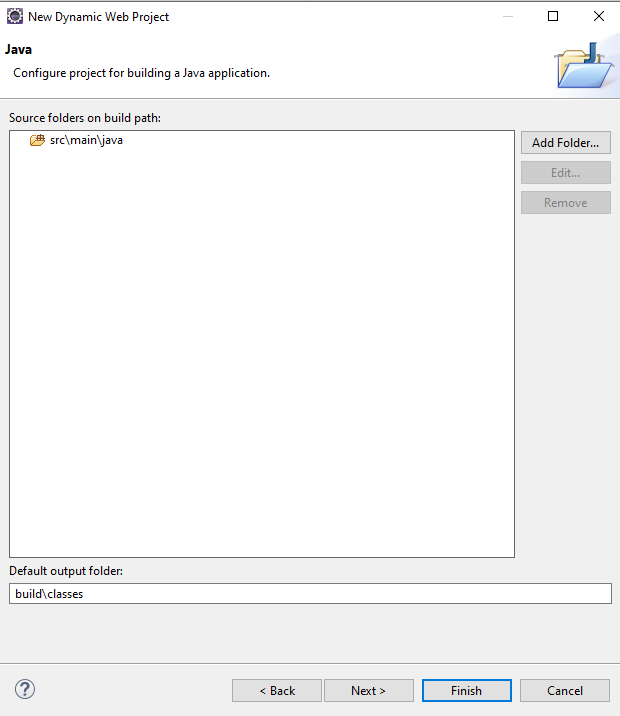 New Dynamic Web Project
Java
Configure project for building a Java application.
Source folders on build path:
src\main\java
Add Folder...
Edit...
Remove
Default output folder:
build\classes
?
< Back
Next >
Finish
Cancel